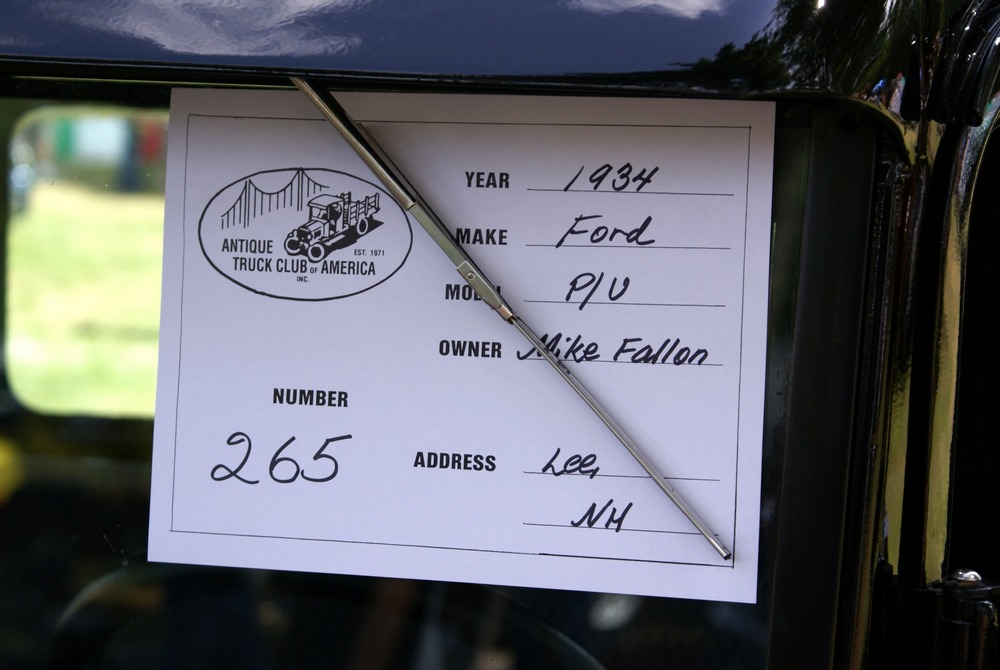 ANTIQUE EST. 1971
TRUCK CLUB OF AMERICA
INC.
YEAR 1934
MAKE Ford
MODEL P/U
OWNER Mike Fallon
NUMBER
265
ADDRESS Lee,
NH